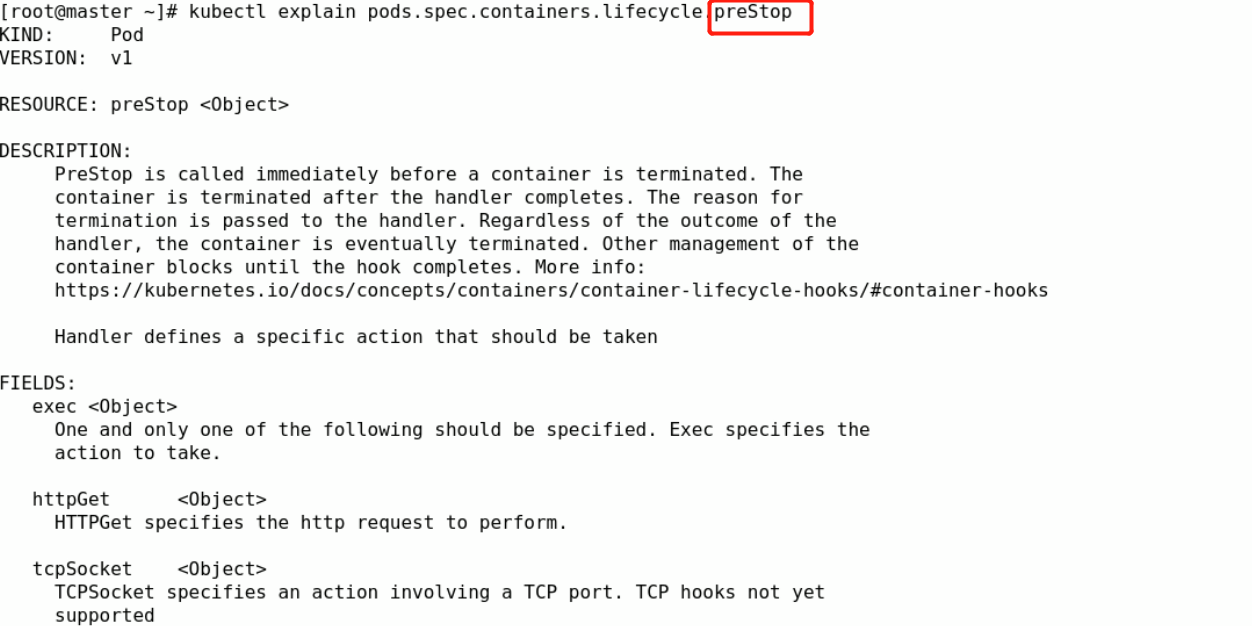 [root@master ~]# kubectl explain pods.spec.containers.lifecycle.preStop
KIND:     Pod
VERSION:  v1

RESOURCE: preStop <Object>

DESCRIPTION:
     PreStop is called immediately before a container is terminated. The
     container is terminated after the handler completes. The reason for
     termination is passed to the handler. Regardless of the outcome of the
     handler, the container is eventually terminated. Other management of the
     container blocks until the hook completes. More info:
     https://kubernetes.io/docs/concepts/containers/container-lifecycle-hooks/#container-hooks

     Handler defines a specific action that should be taken

FIELDS:
   exec <Object>
     One and only one of the following should be specified. Exec specifies the
     action to take.

   httpGet      <Object>
     HTTPGet specifies the http request to perform.

   tcpSocket    <Object>
     TCPSocket specifies an action involving a TCP port. TCP hooks not yet
     supported